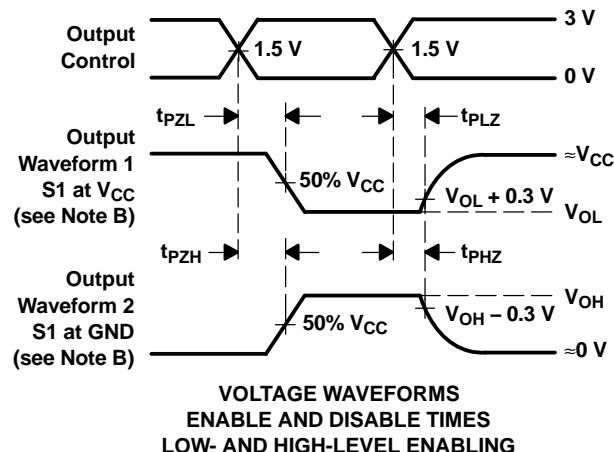 Output
Control
1.5 V
1.5 V
3 V
0 V
tPZL
tPLZ
Output
Waveform 1
S1 at VCC
(see Note B)
50% VCC
≈VCC
VOL + 0.3 V
VOL
tPZH
tPHZ
Output
Waveform 2
S1 at GND
(see Note B)
50% VCC
VOH
VOH − 0.3 V
≈0 V
VOLTAGE WAVEFORMS
ENABLE AND DISABLE TIMES
LOW- AND HIGH-LEVEL ENABLING